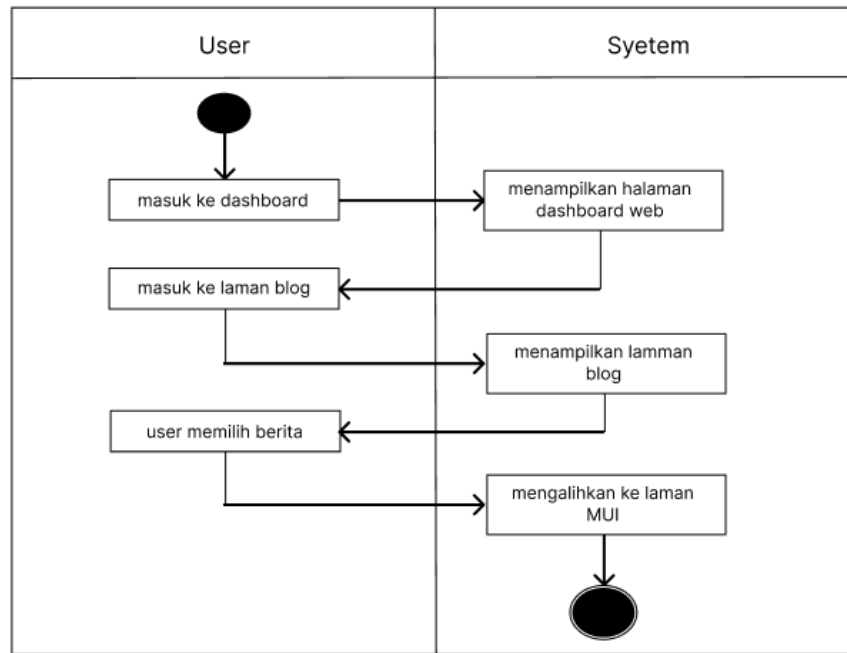 User
Syetem
masuk ke dashboard
menampilkan halaman
dashboard web
masuk ke laman blog
menampilkan lamman
blog
user memilih berita
mengalihkan ke laman
MUI